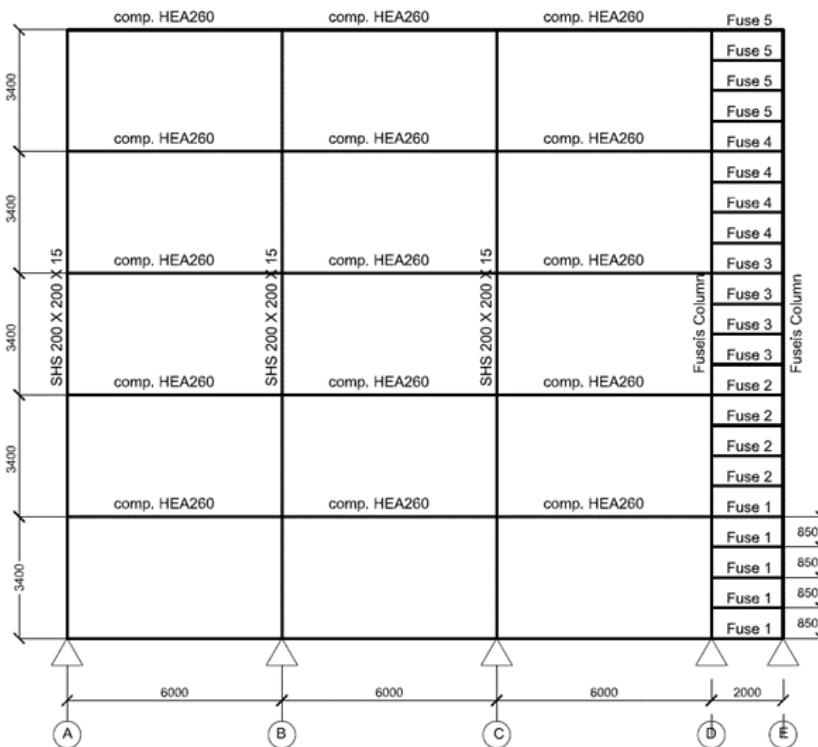 comp. HEA260 comp. HEA260 comp. HEA260 Fuse 5
Fuse 5
Fuse 5
3400
Fuse 5
comp. HEA260 comp. HEA260 comp. HEA260 Fuse 4
Fuse 4
3400
Fuse 4
Fuse 4
comp. HEA260 comp. HEA260 comp. HEA260 Fuse 3
SHS 200 X 200 X 15
SHS 200 X 200 X 15
SHS 200 X 200 X 15
Fuseis Column
Fuseis Column
Fuse 3
3400
Fuse 3
Fuse 3
comp. HEA260 comp. HEA260 comp. HEA260 Fuse 2
Fuse 2
3400
Fuse 2
Fuse 2
comp. HEA260 comp. HEA260 comp. HEA260 Fuse 1
Fuse 1 850
3400
Fuse 1 850
Fuse 1 850
Fuse 1 850
6000 6000 6000 2000
A B C D E